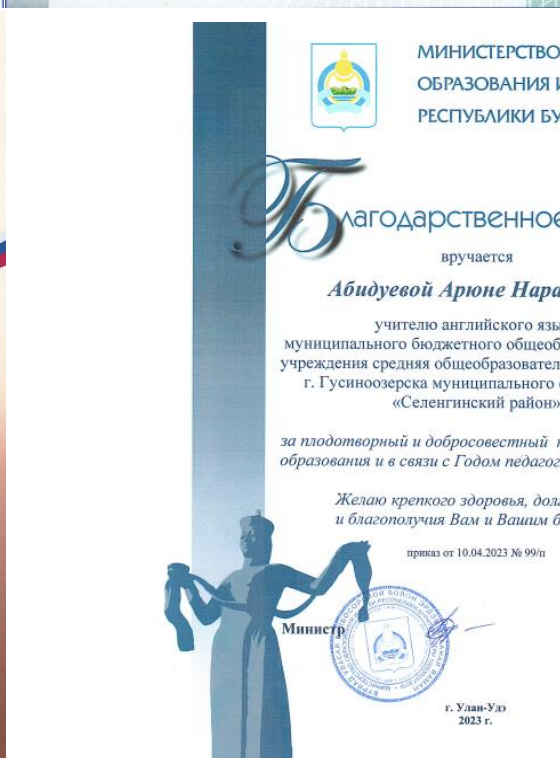 МИНИСТЕРСТВО
ОБРАЗОВАНИЯ И
РЕСПУБЛИКИ БУ
Благодарственное
вручается
Абидуевой Арюне Нара
учителю английского язы
муниципального бюджетного общеоб
учреждения средняя общеобразовател
г. Гусиноозерска муниципального
«Селенгинский район»
за плодотворный и добросовестный
образования и в связи с Годом педагог
Желаю крепкого здоровья, долг
и благополучия Вам и Вашим б
приказ от 10.04.2023 № 99/п
Министр
г. Улан-Удэ
2023 г.